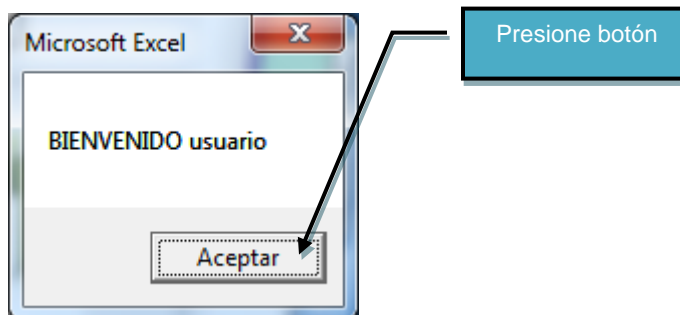 Microsoft Excel
Presione botón
BIENVENIDO usuario
Aceptar